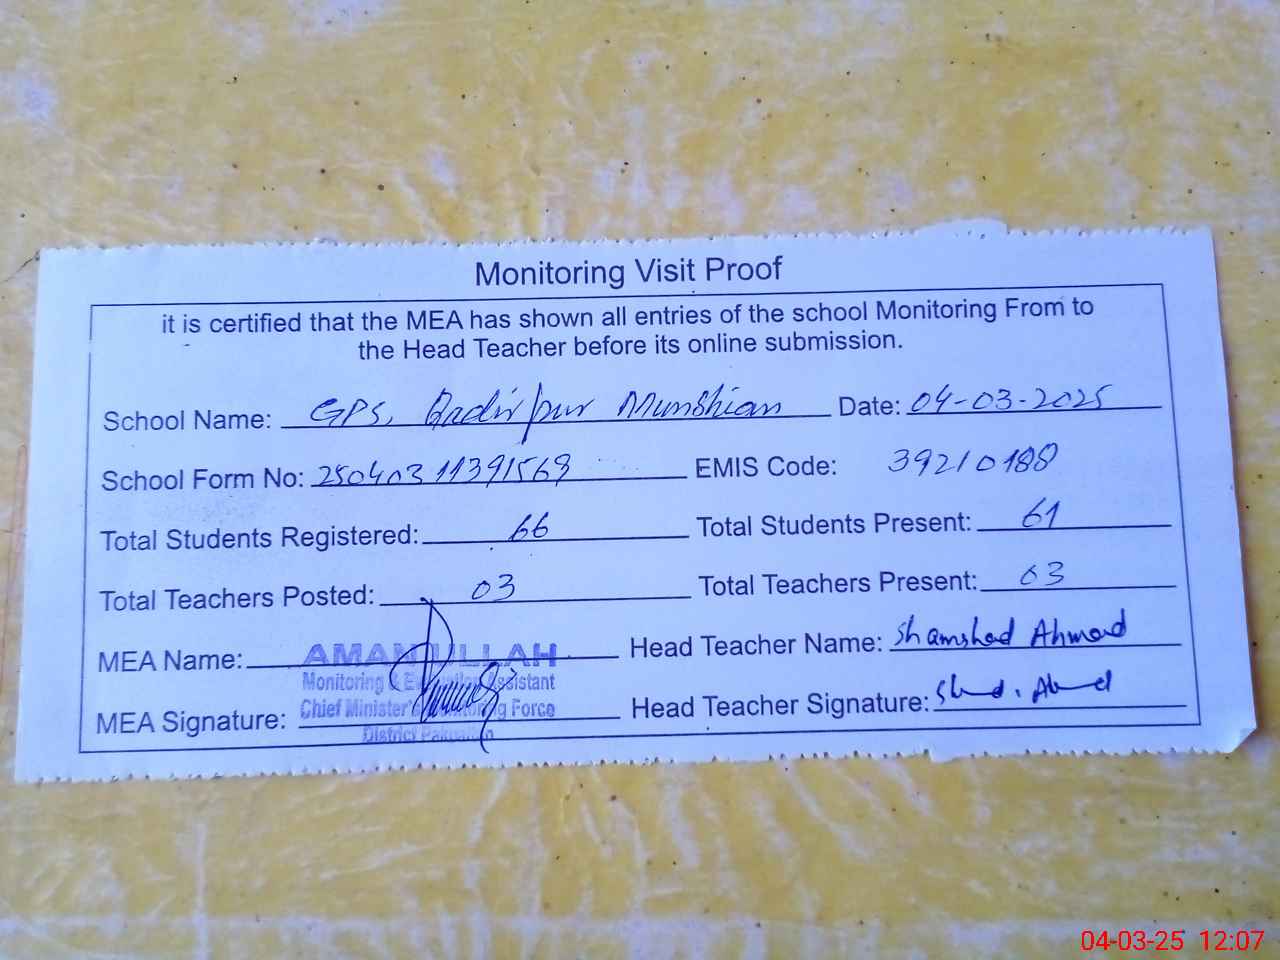 Monitoring Visit Proof
it is certified that the MEA has shown all entries of the school Monitoring From to
the Head Teacher before its online submission.
School Name: GPS, Qadirpur Munshian Date: 04-03-2025
School Form No: 25040311391569 EMIS Code: 39210188
Total Students Registered: 66 Total Students Present: 61
Total Teachers Posted: 03 Total Teachers Present: 03
MEA Name: AMANULLAH Head Teacher Name: Shamshad Ahmad
Monitoring & Evaluation Assistant
Chief Minister's Monitoring Force
MEA Signature: Head Teacher Signature:
District Pakpattan
04-03-25 12:07